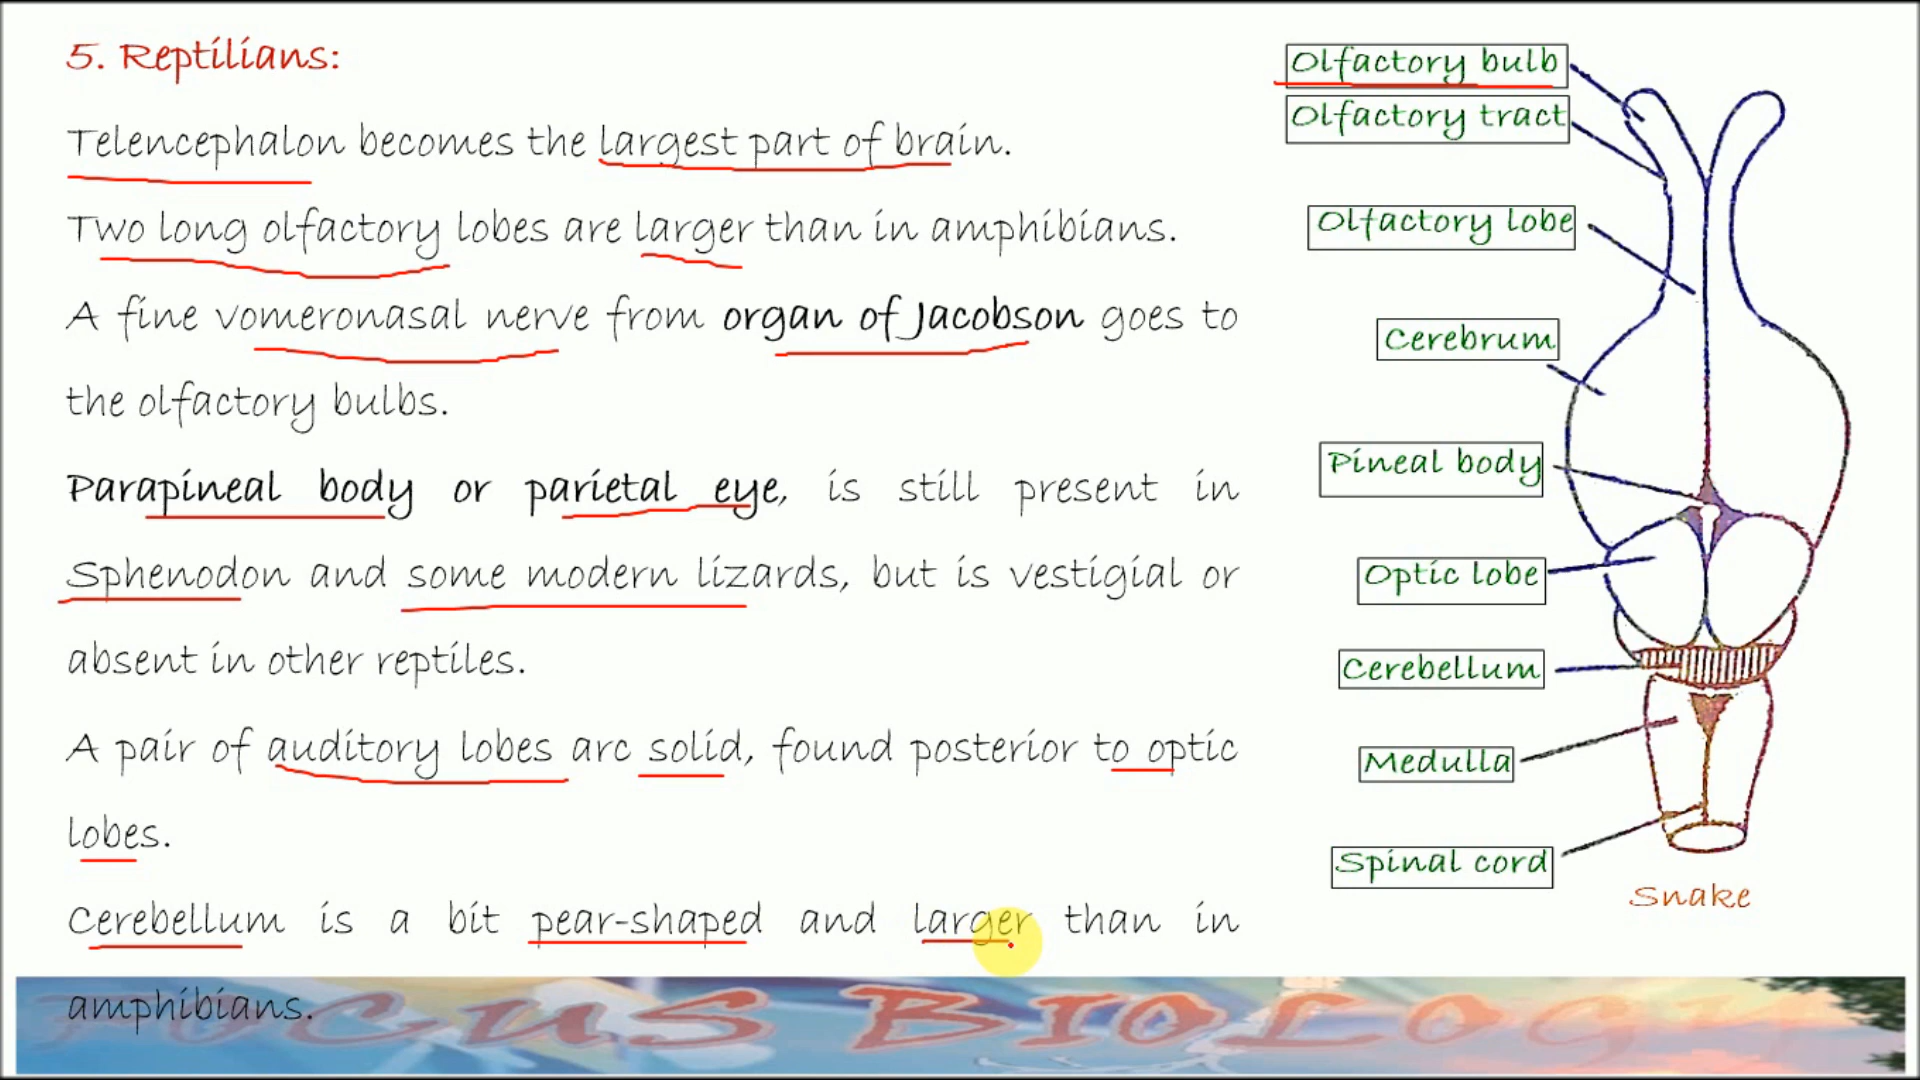 5. Reptilians:
Telencephalon becomes the largest part of brain.
Two long olfactory lobes are larger than in amphibians.
A fine vomeronasal nerve from organ of Jacobson goes to
the olfactory bulbs.
Parapineal body or parietal eye, is still present in
Sphenodon and some modern lizards, but is vestigial or
absent in other reptiles.
A pair of auditory lobes arc solid, found posterior to optic
lobes.
Cerebellum is a bit pear-shaped and larger than in
amphibians.
Olfactory bulb
Olfactory tract
Olfactory lobe
Cerebrum
Pineal body
Optic lobe
Cerebellum
Medulla
Spinal cord
Snake
FOCUS BIOLOGY